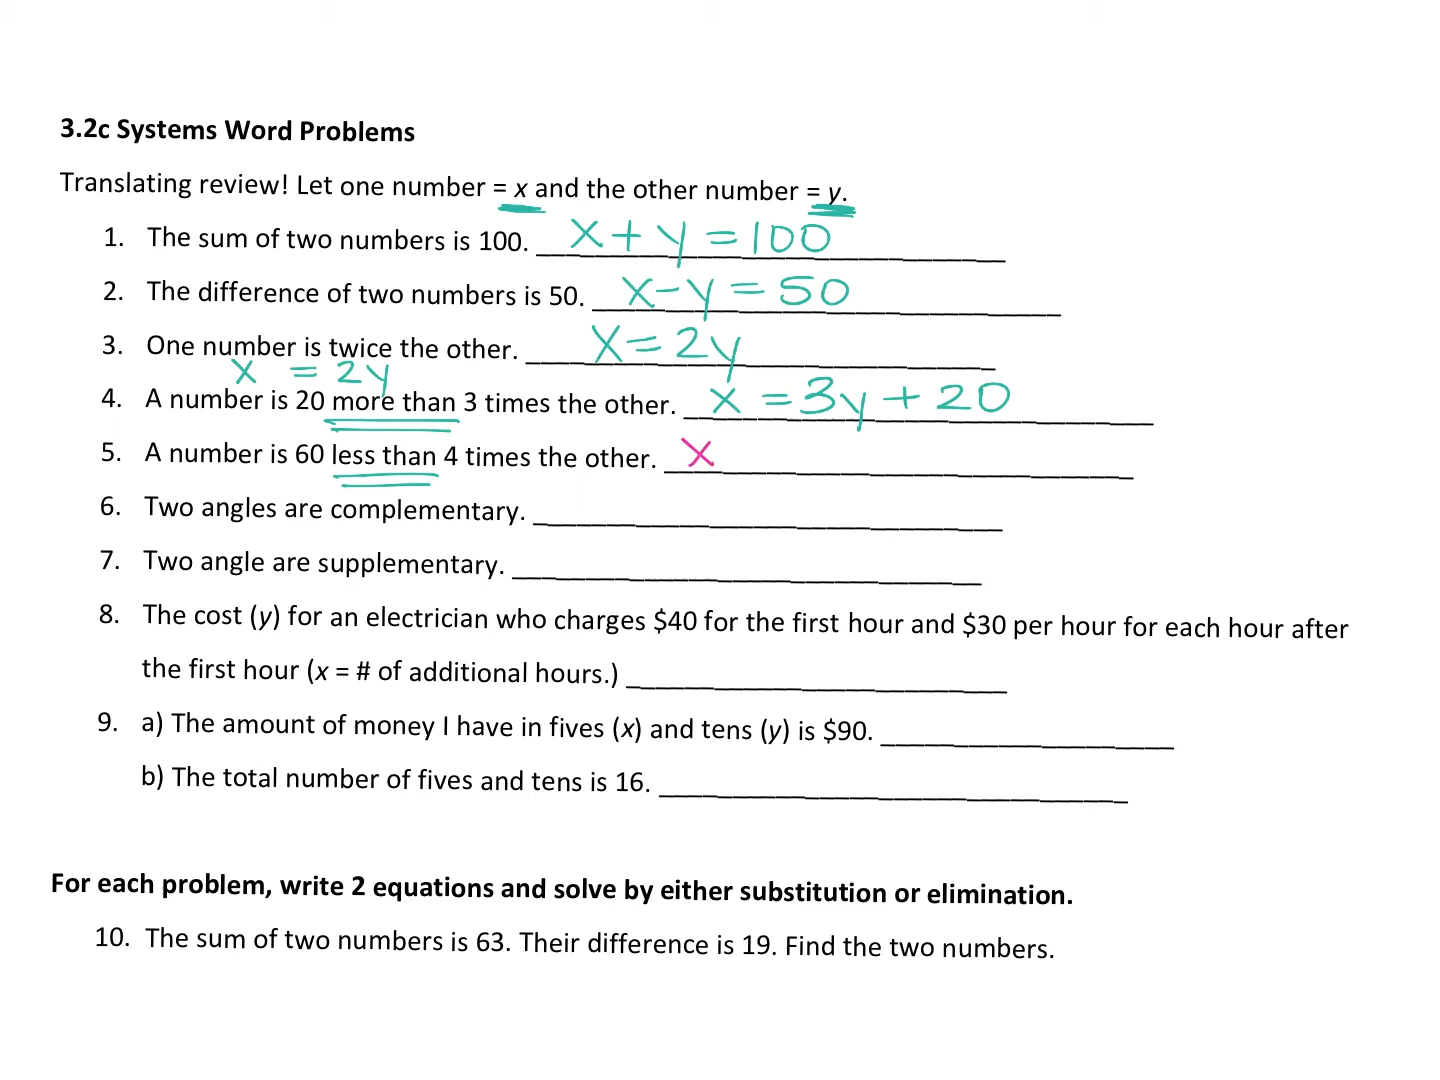 3.2c Systems Word Problems
Translating review! Let one number = x and the other number = y.
1. The sum of two numbers is 100. x + y = 100
2. The difference of two numbers is 50. x - y = 50
3. One number is twice the other. x = 2y
x = 2y
4. A number is 20 more than 3 times the other. x = 3y + 20
5. A number is 60 less than 4 times the other. x
6. Two angles are complementary.
7. Two angle are supplementary.
8. The cost (y) for an electrician who charges $40 for the first hour and $30 per hour for each hour after
the first hour (x = # of additional hours.)
9. a) The amount of money I have in fives (x) and tens (y) is $90.
b) The total number of fives and tens is 16.
For each problem, write 2 equations and solve by either substitution or elimination.
10. The sum of two numbers is 63. Their difference is 19. Find the two numbers.